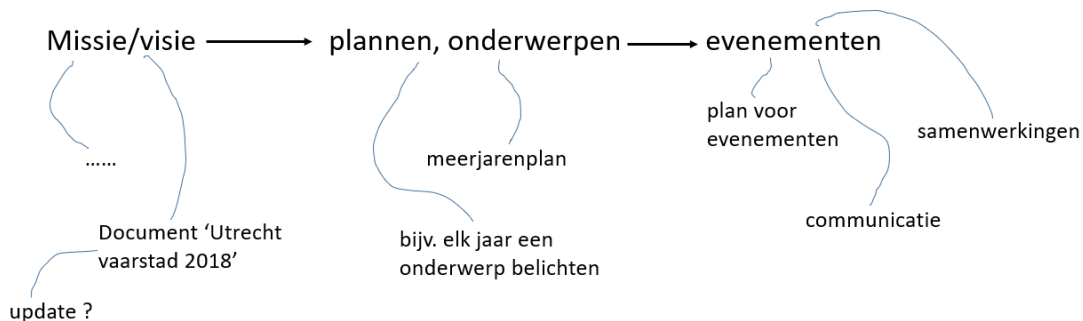 Missie/visie
plannen, onderwerpen
evenementen
plan voor
evenementen
samenwerkingen
meerjarenplan
……
communicatie
Document ‘Utrecht
vaarstad 2018’
bijv. elk jaar een
onderwerp belichten
update ?